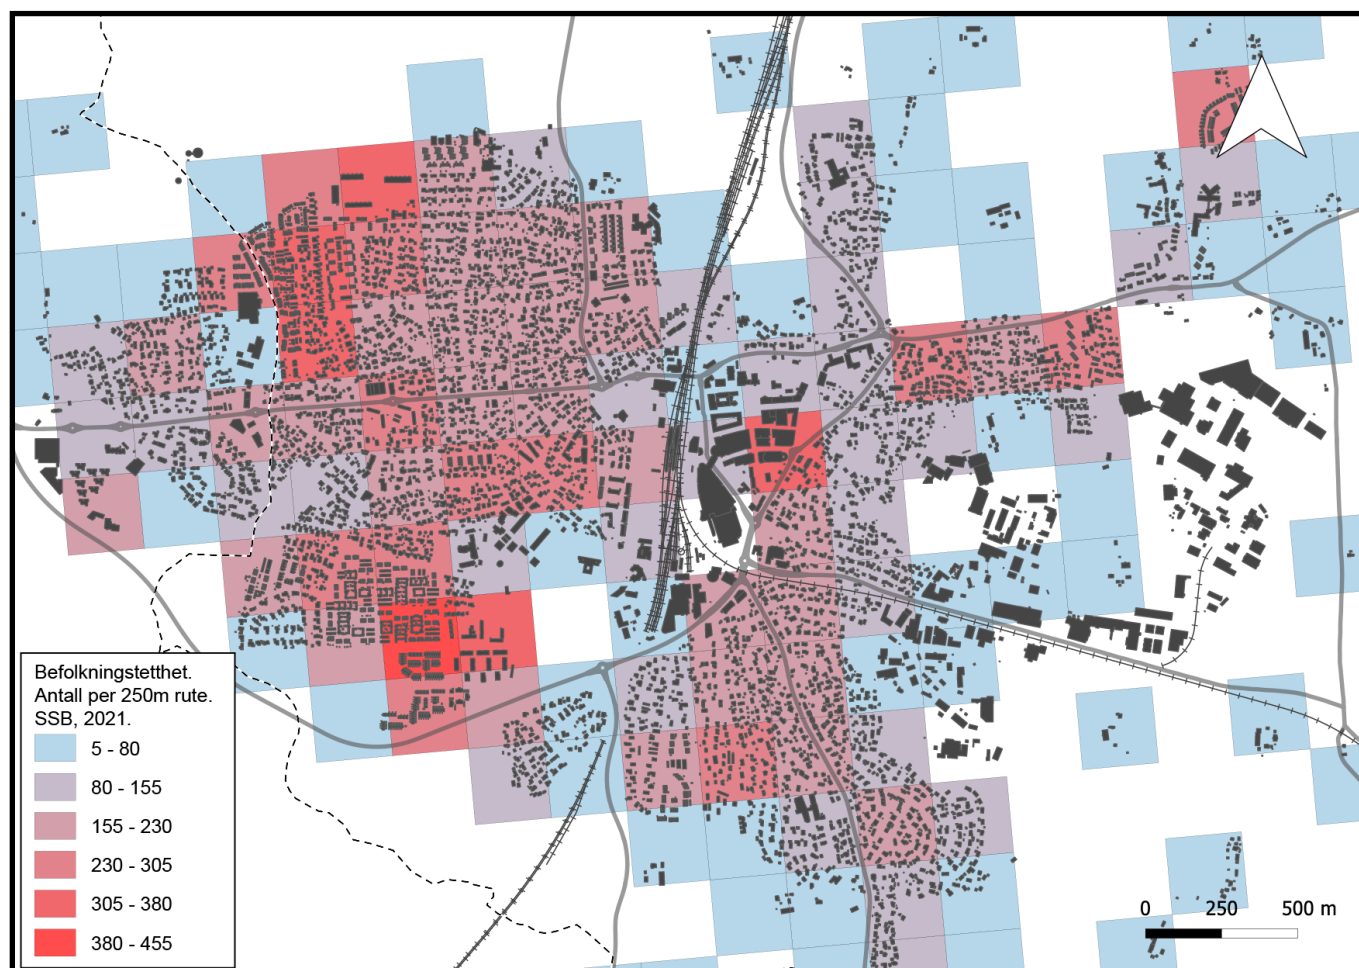 Befolkningstetthet.
Antall per 250m rute.
SSB, 2021.
5 - 80
80 - 155
155 - 230
230 - 305
305 - 380
380 - 455
0 250 500 m